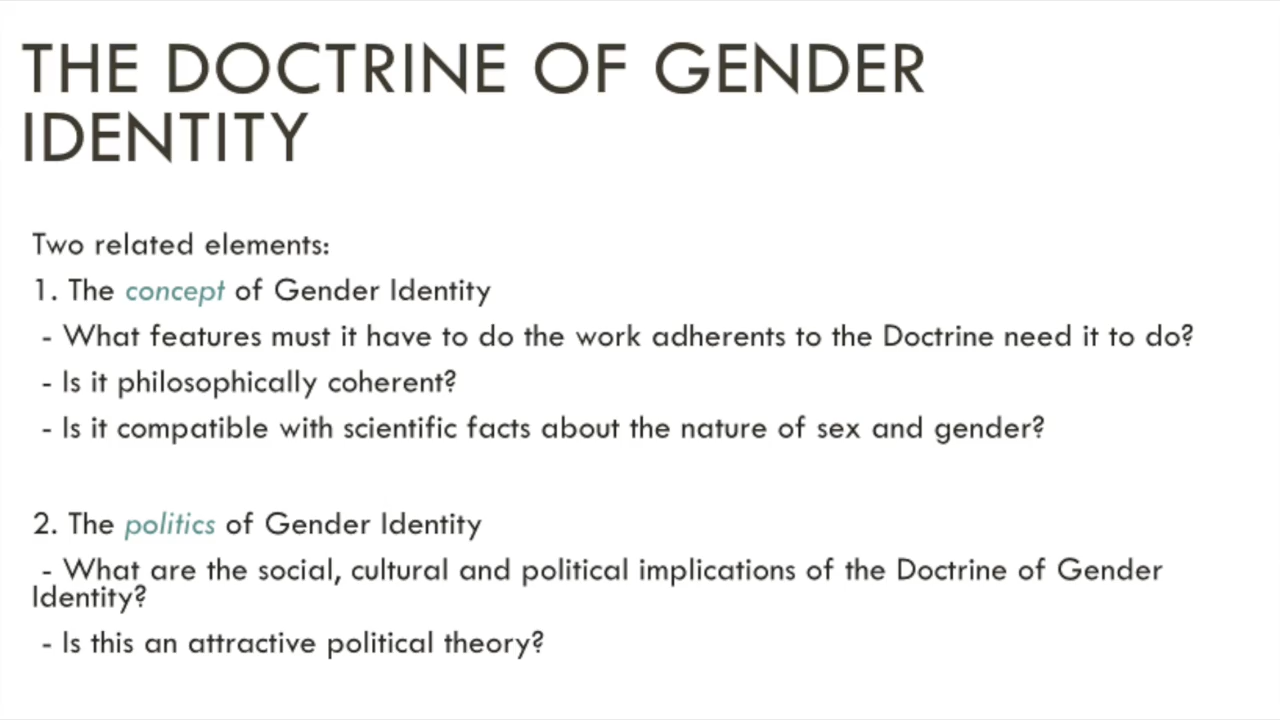 THE DOCTRINE OF GENDER
IDENTITY
Two related elements:
1. The concept of Gender Identity
- What features must it have to do the work adherents to the Doctrine need it to do?
- Is it philosophically coherent?
- Is it compatible with scientific facts about the nature of sex and gender?
2. The politics of Gender Identity
- What are the social, cultural and political implications of the Doctrine of Gender
Identity?
- Is this an attractive political theory?